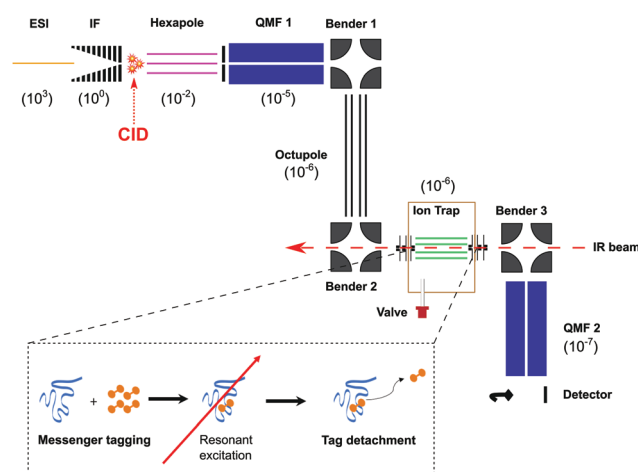 ESI IF Hexapole QMF 1 Bender 1
(10³) (10⁰) (10⁻²) (10⁻⁵)
CID
Octupole
(10⁻⁶)
(10⁻⁶)
Ion Trap
Bender 3
IR beam
Bender 2
Valve
QMF 2
(10⁻⁷)
Detector
+
Messenger tagging
Resonant
excitation
Tag detachment